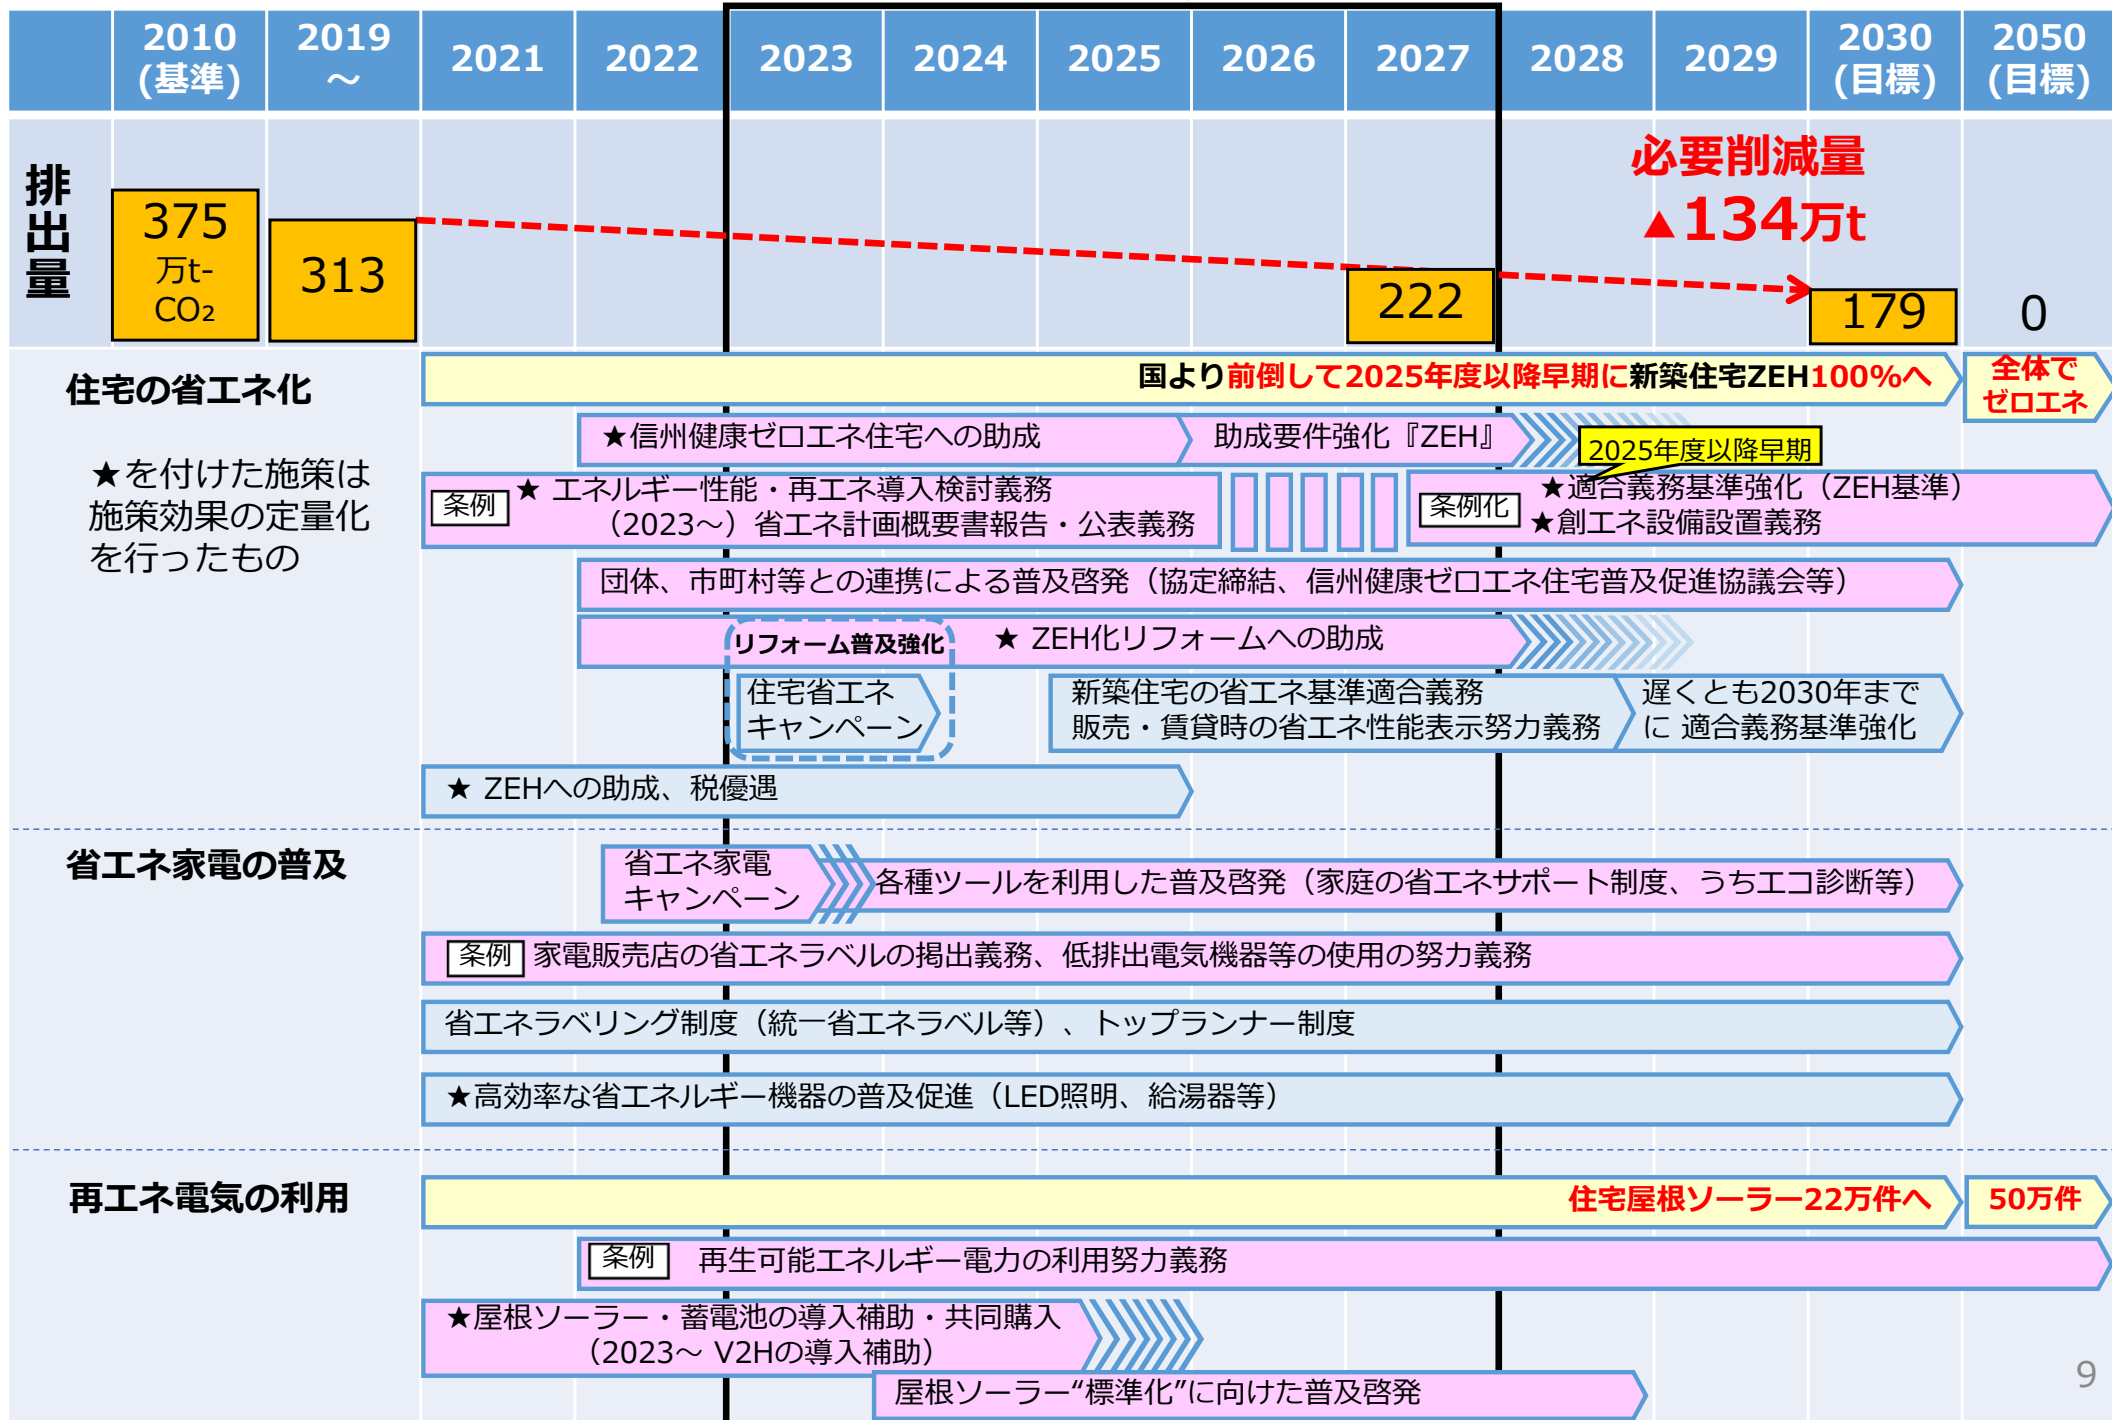 2010
(基準)
2019
～
2021
2022
2023
2024
2025
2026
2027
2028
2029
2030
(目標)
2050
(目標)
排出量
375
万t-
CO₂
313
222
必要削減量
▲134万t
179
0
住宅の省エネ化
★を付けた施策は
施策効果の定量化
を行ったもの
国より前倒して2025年度以降早期に新築住宅ZEH100%へ
全体で
ゼロエネ
★信州健康ゼロエネ住宅への助成
助成要件強化『ZEH』
2025年度以降早期
条例
★ エネルギー性能・再エネ導入検討義務
（2023～）省エネ計画概要書報告・公表義務
条例化
★適合義務基準強化（ZEH基準）
★創エネ設備設置義務
団体、市町村等との連携による普及啓発（協定締結、信州健康ゼロエネ住宅普及促進協議会等）
リフォーム普及強化
★ ZEH化リフォームへの助成
住宅省エネ
キャンペーン
新築住宅の省エネ基準適合義務
販売・賃貸時の省エネ性能表示努力義務
遅くとも2030年まで
に 適合義務基準強化
★ ZEHへの助成、税優遇
省エネ家電の普及
省エネ家電
キャンペーン
各種ツールを利用した普及啓発（家庭の省エネサポート制度、うちエコ診断等）
条例
家電販売店の省エネラベルの掲出義務、低排出電気機器等の使用の努力義務
省エネラベリング制度（統一省エネラベル等）、トップランナー制度
★高効率な省エネルギー機器の普及促進（LED照明、給湯器等）
再エネ電気の利用
住宅屋根ソーラー22万件へ
50万件
条例
再生可能エネルギー電力の利用努力義務
★屋根ソーラー・蓄電池の導入補助・共同購入
（2023～ V2Hの導入補助）
屋根ソーラー“標準化”に向けた普及啓発
9